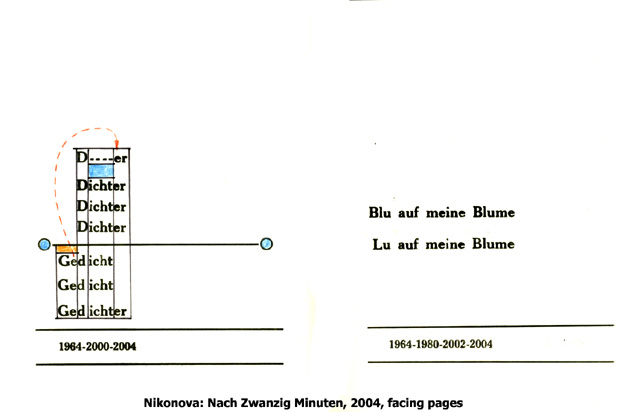 D----er
Dichter
Dichter
Dichter
Gedicht
Gedicht
Gedichter
1964-2000-2004
Blu auf meine Blume
Lu auf meine Blume
1964-1980-2002-2004
Nikonova: Nach Zwanzig Minuten, 2004, facing pages